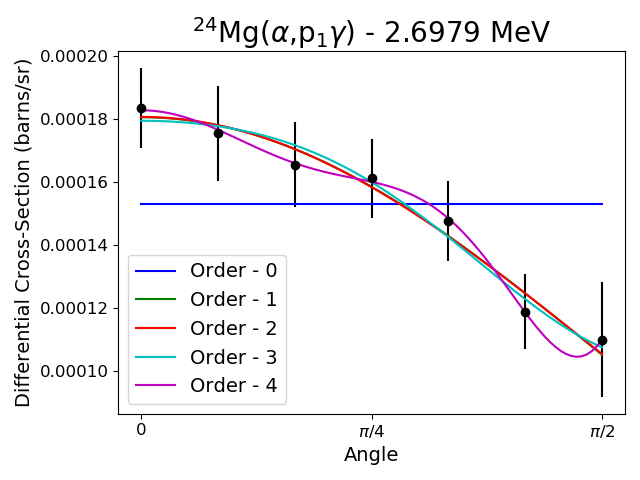 ²⁴Mg(α,p₁γ) - 2.6979 MeV
Differential Cross-Section (barns/sr)
0.00020
0.00018
0.00016
0.00014
0.00012
0.00010
Order - 0
Order - 1
Order - 2
Order - 3
Order - 4
0
π/4
π/2
Angle